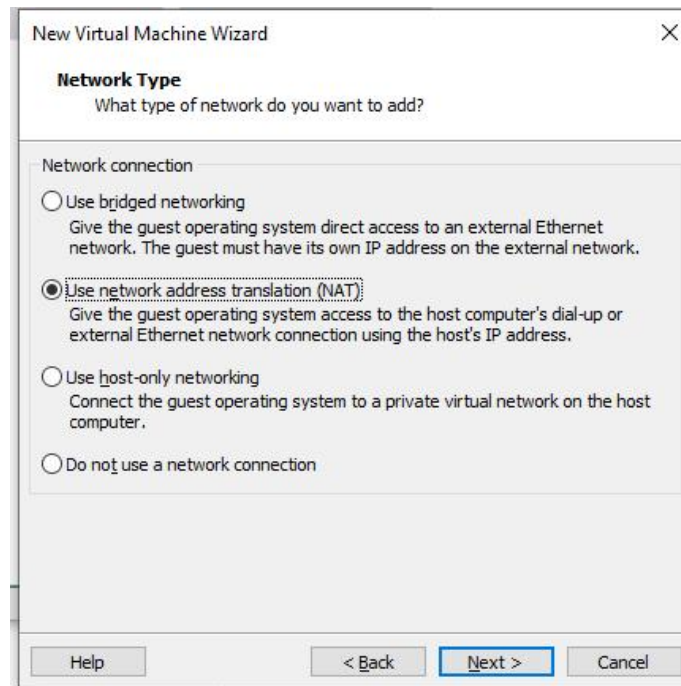 New Virtual Machine Wizard
Network Type
What type of network do you want to add?
Network connection
Use bridged networking
Give the guest operating system direct access to an external Ethernet
network. The guest must have its own IP address on the external network.
Use network address translation (NAT)
Give the guest operating system access to the host computer's dial-up or
external Ethernet network connection using the host's IP address.
Use host-only networking
Connect the guest operating system to a private virtual network on the host
computer.
Do not use a network connection
Help < Back Next > Cancel